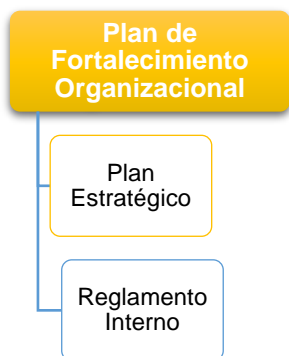 Plan de
Fortalecimiento
Organizacional
Plan
Estratégico
Reglamento
Interno